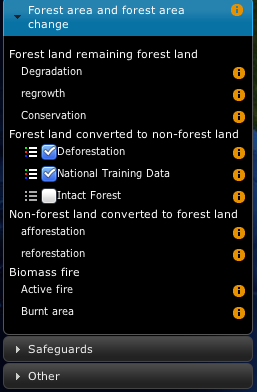 Forest area and forest area
change
Forest land remaining forest land
Degradation
regrowth
Conservation
Forest land converted to non-forest land
Deforestation
National Training Data
Intact Forest
Non-forest land converted to forest land
afforestation
reforestation
Biomass fire
Active fire
Burnt area
Safeguards
Other